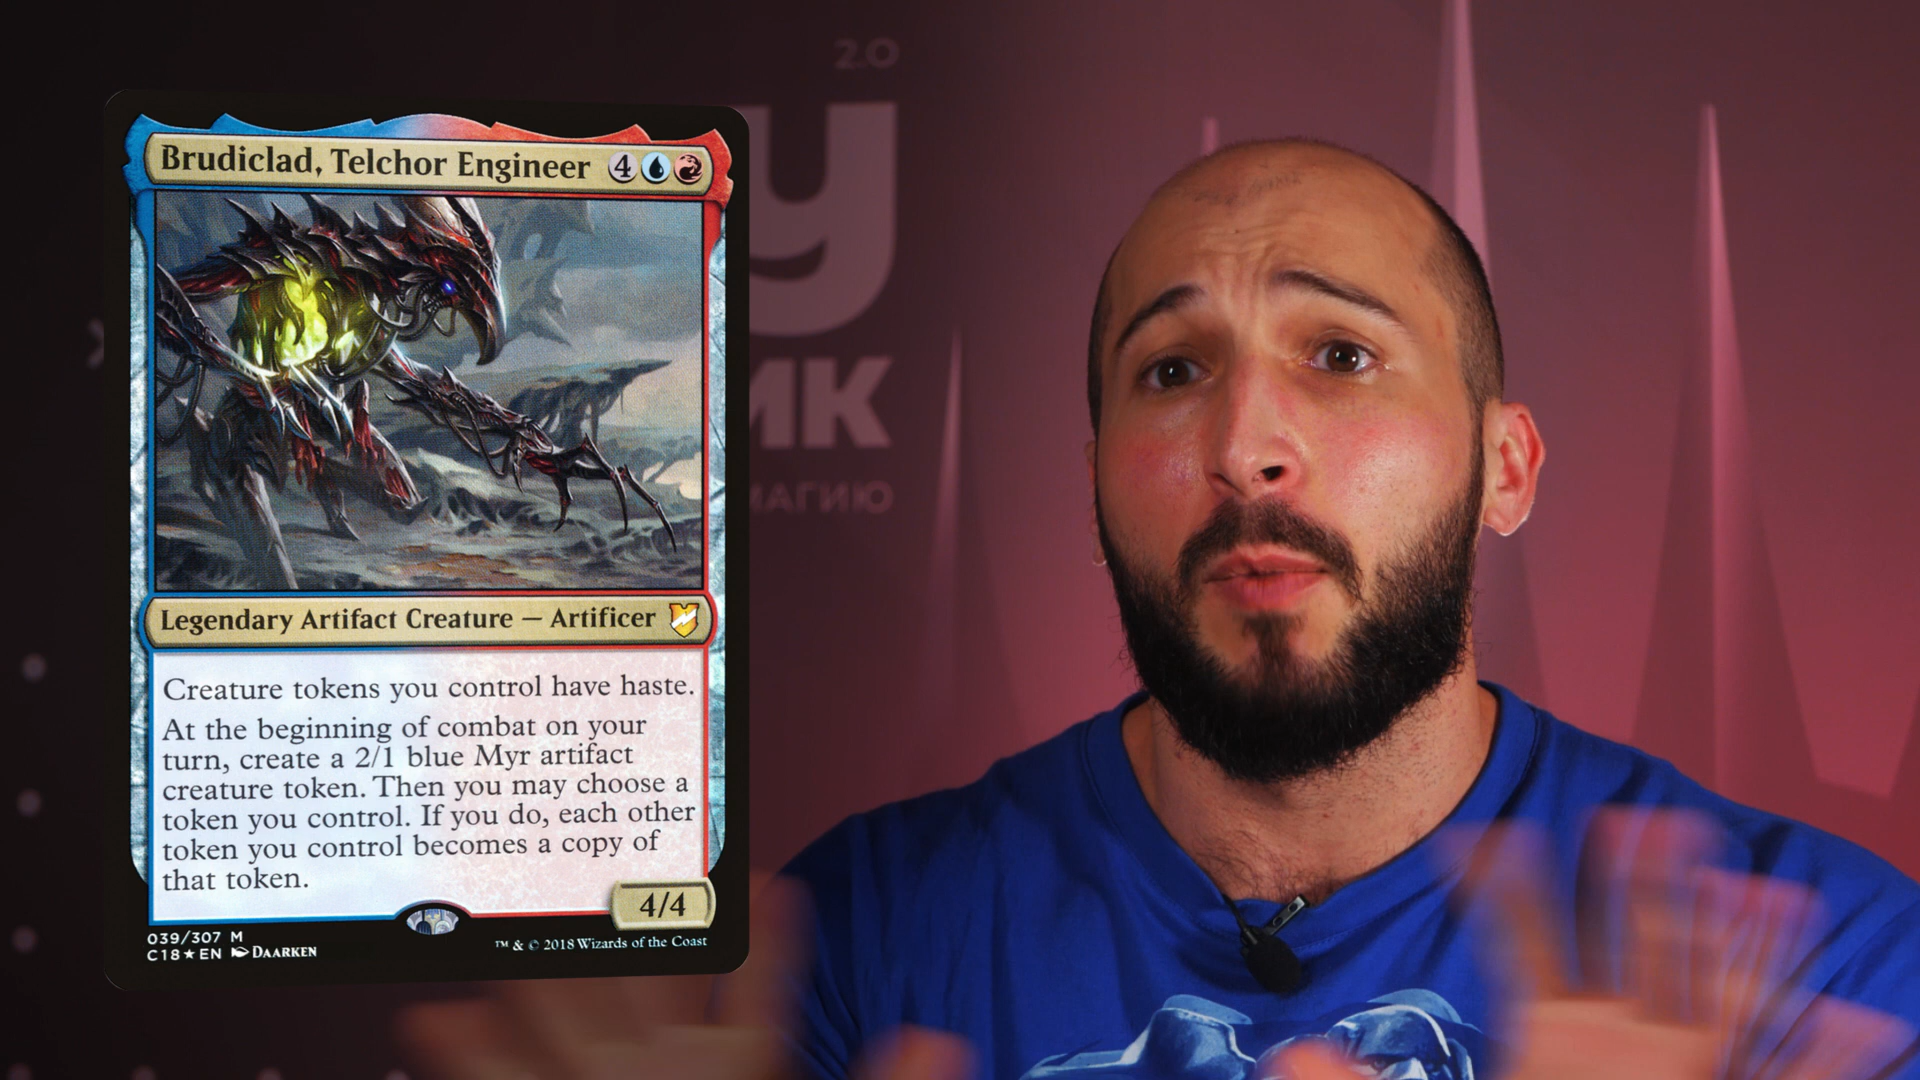 Brudiclad, Telchor Engineer 4
Legendary Artifact Creature — Artificer
Creature tokens you control have haste.
At the beginning of combat on your
turn, create a 2/1 blue Myr artifact
creature token. Then you may choose a
token you control. If you do, each other
token you control becomes a copy of
that token.
4/4
039/307 M
C18★EN DAARKEN
™ & © 2018 Wizards of the Coast
2.0